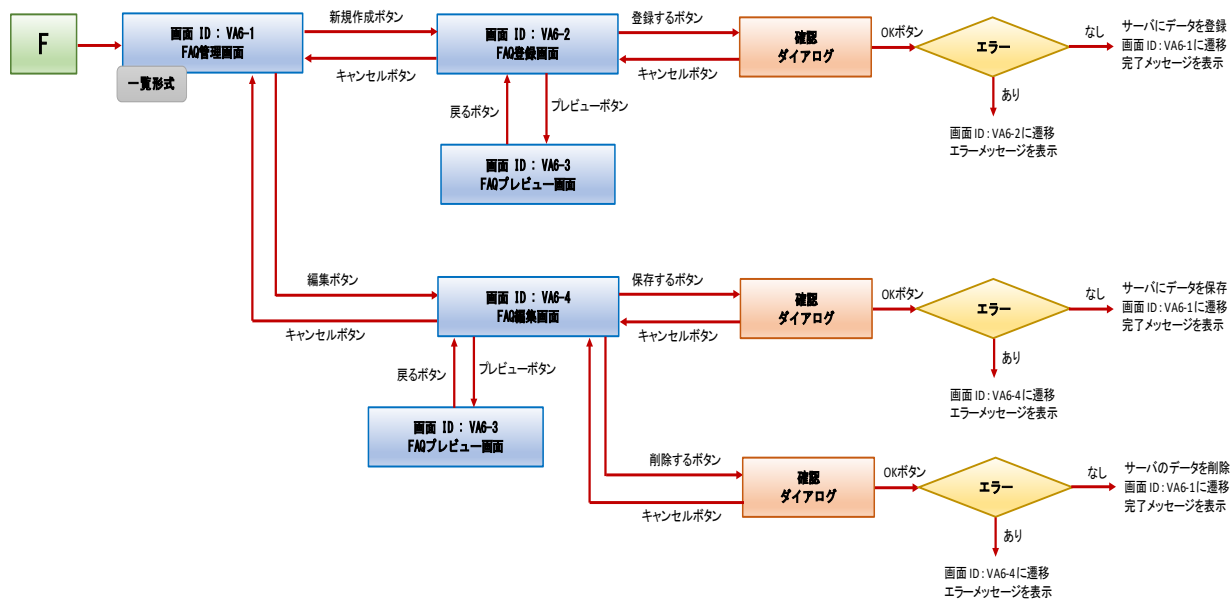 F
画面 ID : VA6-1
FAQ管理画面
一覧形式
新規作成ボタン
キャンセルボタン
画面 ID : VA6-2
FAQ登録画面
登録するボタン
キャンセルボタン
確認
ダイアログ
OKボタン
エラー
なし
サーバにデータを登録
画面 ID : VA6-1に遷移
完了メッセージを表示
あり
画面 ID : VA6-2に遷移
エラーメッセージを表示
戻るボタン
プレビューボタン
画面 ID : VA6-3
FAQプレビュー画面
編集ボタン
キャンセルボタン
画面 ID : VA6-4
FAQ編集画面
保存するボタン
キャンセルボタン
確認
ダイアログ
OKボタン
エラー
なし
サーバにデータを保存
画面 ID : VA6-1に遷移
完了メッセージを表示
あり
画面 ID : VA6-4に遷移
エラーメッセージを表示
戻るボタン
プレビューボタン
画面 ID : VA6-3
FAQプレビュー画面
削除するボタン
キャンセルボタン
確認
ダイアログ
OKボタン
エラー
なし
サーバのデータを削除
画面 ID : VA6-1に遷移
完了メッセージを表示
あり
画面 ID : VA6-4に遷移
エラーメッセージを表示